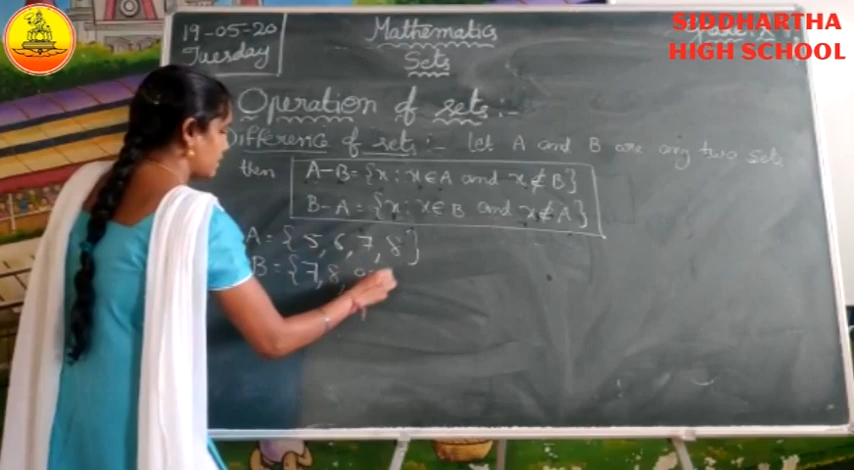 SIDDHARTHA
HIGH SCHOOL
19-05-20
Tuesday
Mathematics
Sets
Operation of sets:-
Difference of sets:- Let A and B are any two sets
then A-B={x: x∈A and x∉B}
B-A={x: x∈B and x∉A}
A = {5,6,7,8}
B = {7,8,